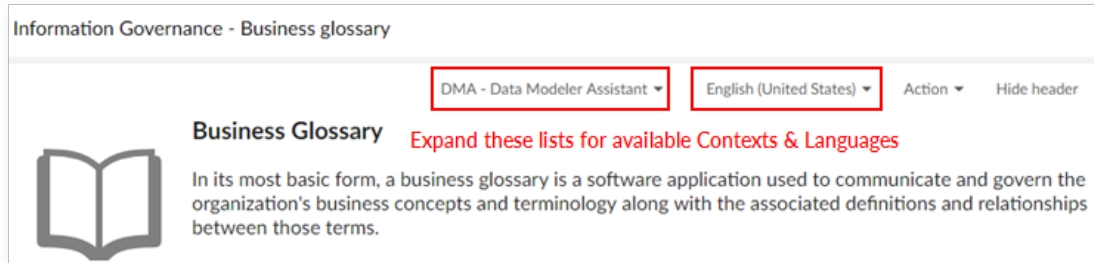 Information Governance - Business glossary
DMA - Data Modeler Assistant English (United States) Action Hide header
Business Glossary
Expand these lists for available Contexts & Languages
In its most basic form, a business glossary is a software application used to communicate and govern the
organization's business concepts and terminology along with the associated definitions and relationships
between those terms.